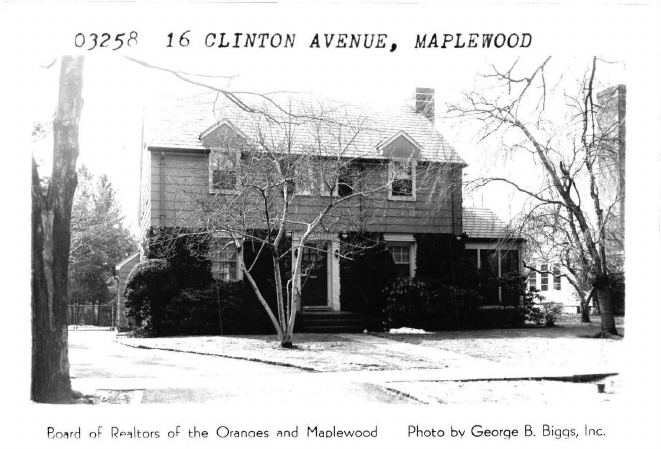 03258 16 CLINTON AVENUE, MAPLEWOOD
Board of Realtors of the Oranges and Maplewood Photo by George B. Biggs, Inc.